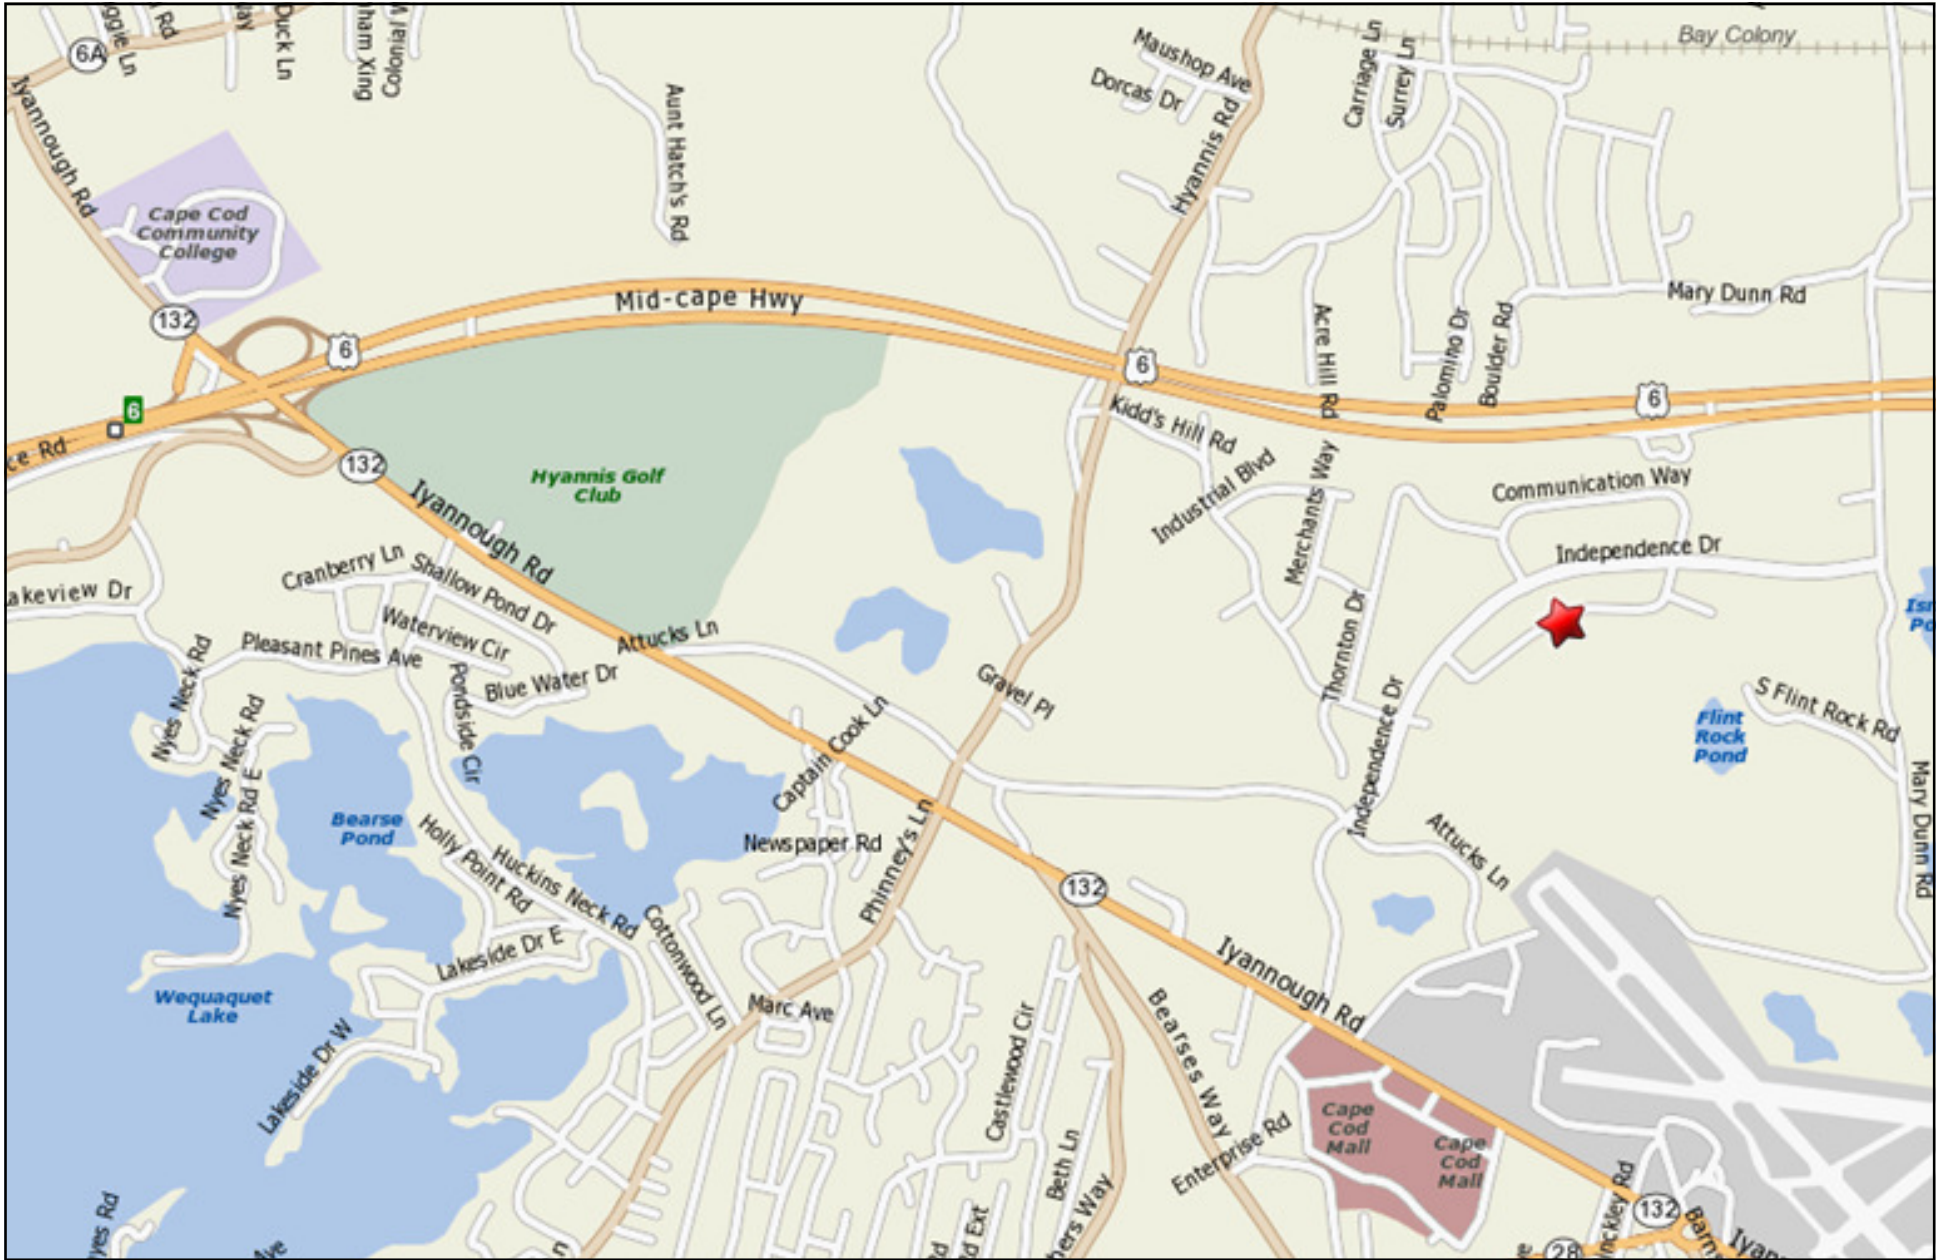 6A
Rd
Duck Ln
Bay Colony
Maushop Ave
Dorcas Dr
Hyannis Rd
Carriage Ln
Surrey Ln
Iyannough Rd
Aunt Hatch's Rd
Cape Cod
Community
College
132
Mid-cape Hwy
Mary Dunn Rd
Acre Hill Rd
Palomino Dr
Boulder Rd
6
6
6
6
Kidd's Hill Rd
132
Hyannis Golf
Club
Iyannough Rd
Industrial Blvd
Merchants Way
Communication Way
Independence Dr
Cranberry Ln
Shallow Pond Dr
akeview Dr
Waterview Cir
Attucks Ln
Thornton Dr
Pleasant Pines Ave
Nyes Neck Rd
Blue Water Dr
Pondside Cir
Gravel Pl
S Flint Rock Rd
Flint
Rock
Pond
Nyes Neck Rd
Captain Cook Ln
Independence Dr
Nyes Neck Rd E
Bearse
Pond
Newspaper Rd
Phinney's Ln
Mary Dunn Rd
Attucks Ln
Holly Point Rd
Huckins Neck Rd
132
Cottonwood Ln
Lakeside Dr E
Iyannough Rd
Wequaquet
Lake
Marc Ave
Bearses Way
Castlewood Cir
Lakeside Dr W
Cape
Cod
Mall
Cape
Cod
Mall
Enterprise Rd
Beth Ln
132
28